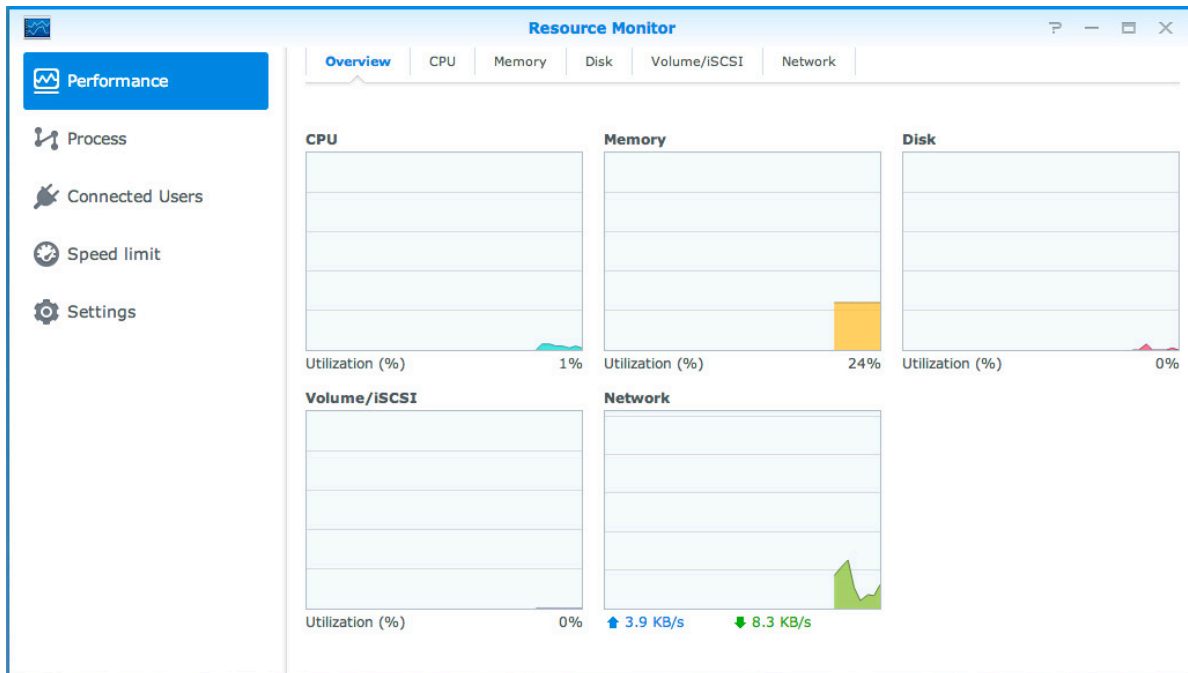 Resource Monitor
Performance
Process
Connected Users
Speed limit
Settings
Overview CPU Memory Disk Volume/iSCSI Network
CPU
Utilization (%) 1%
Memory
Utilization (%) 24%
Disk
Utilization (%) 0%
Volume/iSCSI
Utilization (%) 0%
Network
3.9 KB/s 8.3 KB/s